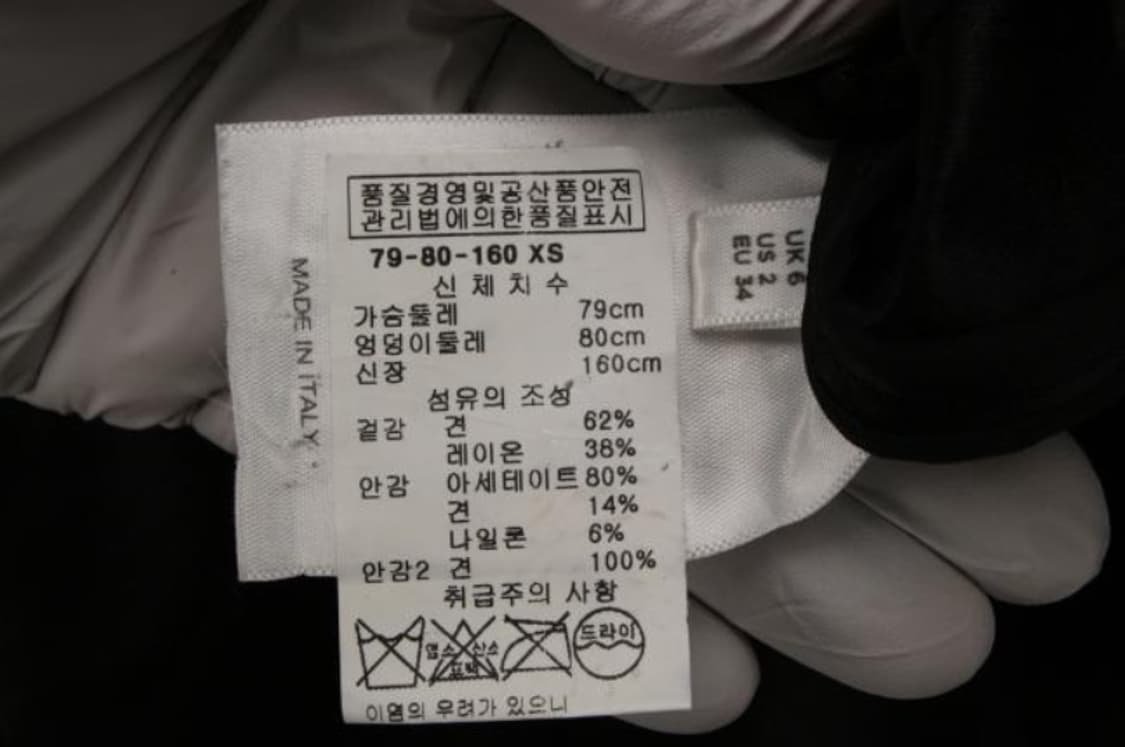 품질경영및공산품안전
관리법에의한품질표시
79-80-160 XS
신체치수
가슴둘레 79cm
엉덩이둘레 80cm
신장 160cm
섬유의 조성
겉감 견 62%
레이온 38%
안감 아세테이트 80%
견 14%
나일론 6%
안감2 견 100%
취급주의 사항
염소 산소
표백
드라이
이염의 우려가 있으니
MADE IN ITALY
UK 6
US 2
EU 34